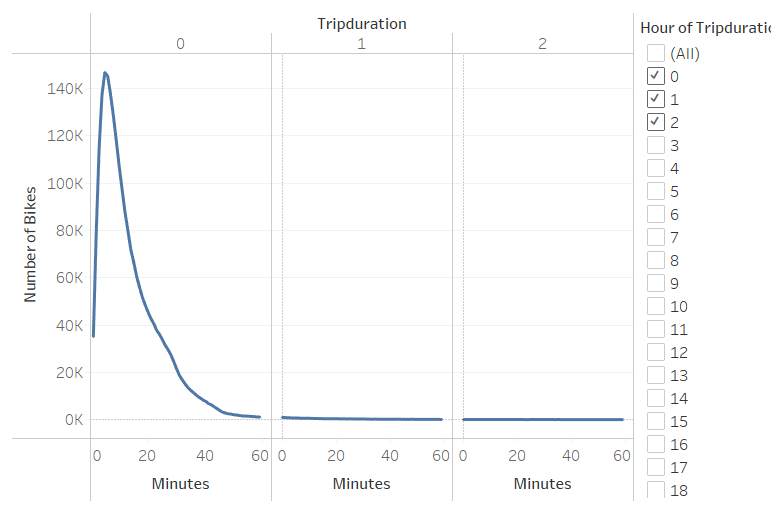 Tripduration
0 1 2
140K
120K
100K
80K
60K
40K
20K
0K
Number of Bikes
0 20 40 60 0 20 40 60 0 20 40 60
Minutes Minutes Minutes
Hour of Tripduratio
(All)
0
1
2
3
4
5
6
7
8
9
10
11
12
13
14
15
16
17
18